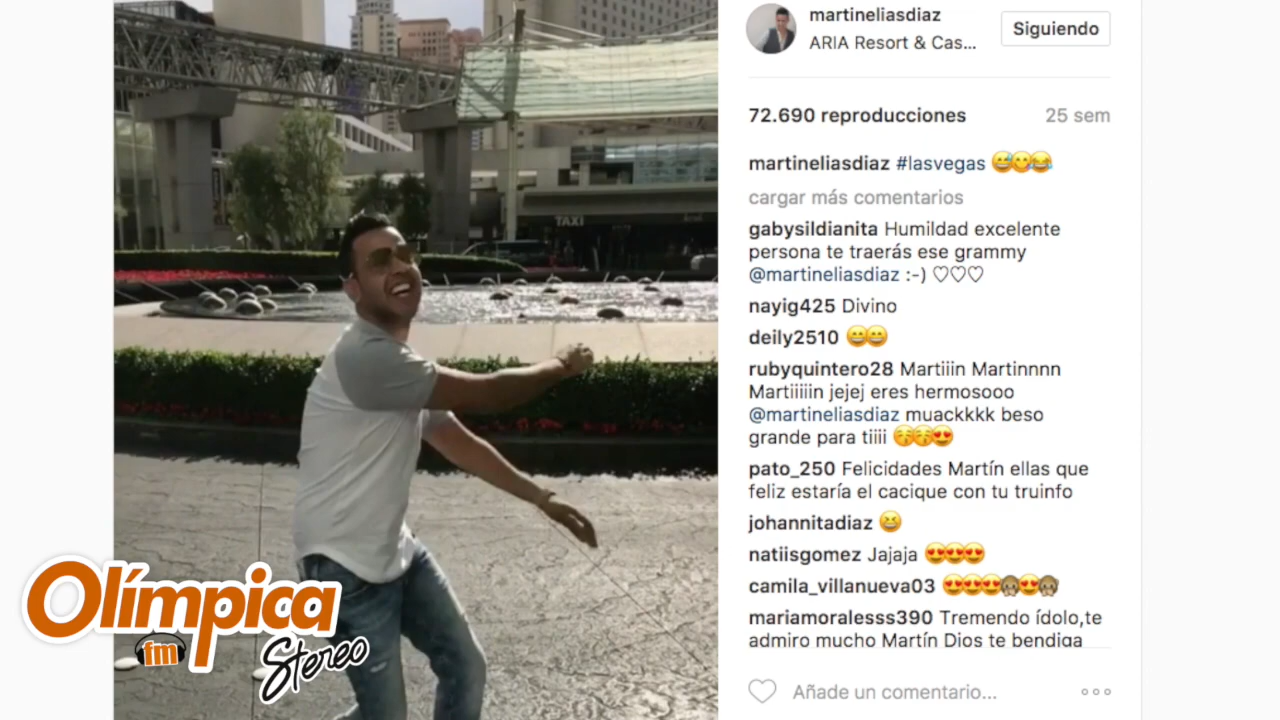 martineliasdiaz
ARIA Resort & Cas...
Siguiendo
72.690 reproducciones
25 sem
martineliasdiaz #lasvegas 😅😋😂
cargar más comentarios
gabysildianita Humildad excelente
persona te traerás ese grammy
@martineliasdiaz :-) ♡♡♡
nayig425 Divino
deily2510 😁😁
rubyquintero28 Martiiin Martinnnn
Martiiiiin jejej eres hermosooo
@martineliasdiaz muackkkk beso
grande para tiiii 😚😚😍
pato_250 Felicidades Martín ellas que
feliz estaría el cacique con tu truinfo
johannitadiaz 😆
natiisgomez Jajaja 😍😍😍
camila_villanueva03 😍😍😍🙊😍🙊
mariamoralesss390 Tremendo ídolo,te
admiro mucho Martín Dios te bendiga
Añade un comentario...
TAXI
Olímpica
fm
Stereo